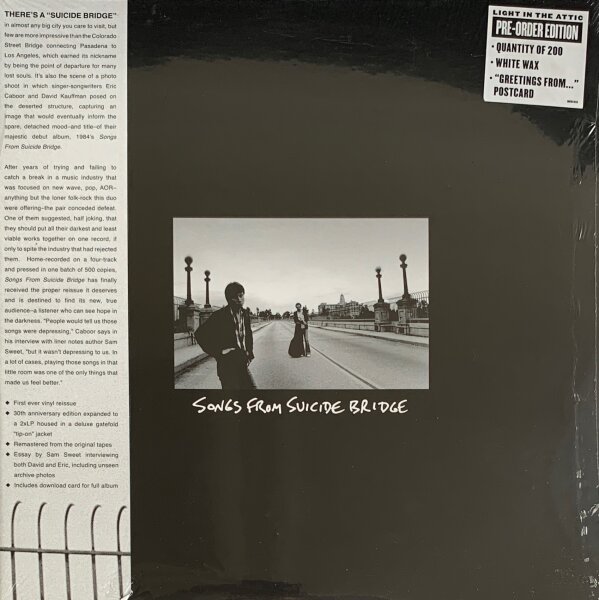 THERE'S A "SUICIDE BRIDGE"
in almost any big city you care to visit, but
few are more impressive than the Colorado
Street Bridge connecting Pasadena to
Los Angeles, which earned its nickname
by being the point of departure for many
lost souls. It's also the scene of a photo
shoot in which singer-songwriters Eric
Caboor and David Kauffman posed on
the deserted structure, capturing an
image that would eventually inform the
spare, detached mood–and title–of their
majestic debut album, 1984's Songs
From Suicide Bridge.
After years of trying and failing to
catch a break in a music industry that
was focused on new wave, pop, AOR–
anything but the loner folk-rock this duo
were offering–the pair conceded defeat.
One of them suggested, half joking, that
they should put all their darkest and least
viable works together on one record, if
only to spite the industry that had rejected
them. Home-recorded on a four-track
and pressed in one batch of 500 copies,
Songs From Suicide Bridge has finally
received the proper reissue it deserves
and is destined to find its new, true
audience–a listener who can see hope in
the darkness. "People would tell us those
songs were depressing," Caboor says in
his interview with liner notes author Sam
Sweet, "but it wasn't depressing to us. In
a lot of cases, playing those songs in that
little room was one of the only things that
made us feel better."
◆ First ever vinyl reissue
◆ 30th anniversary edition expanded to
a 2xLP housed in a deluxe gatefold
"tip-on" jacket
◆ Remastered from the original tapes
◆ Essay by Sam Sweet interviewing
both David and Eric, including unseen
archive photos
◆ Includes download card for full album
LIGHT IN THE ATTIC
PRE-ORDER EDITION
• QUANTITY OF 200
• WHITE WAX
• "GREETINGS FROM..."
POSTCARD
SONGS FROM SUICIDE BRIDGE